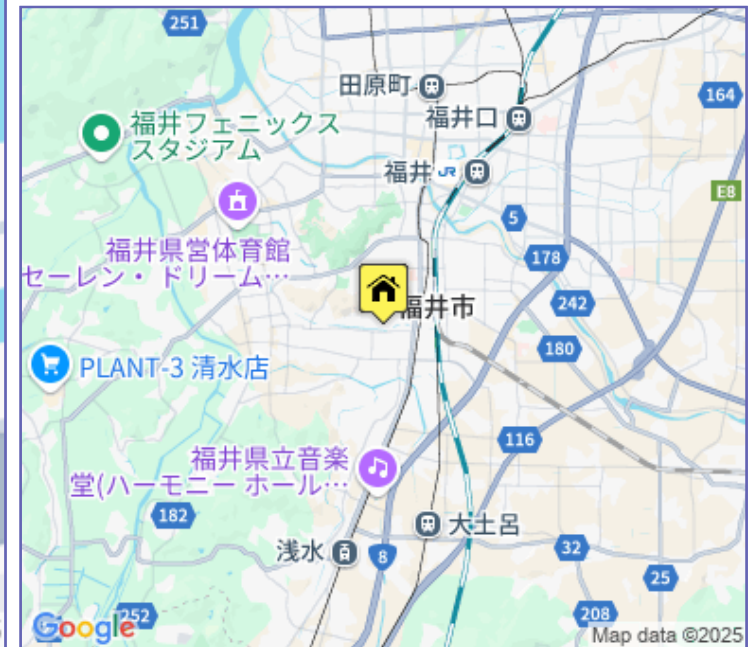 251
田原町
164
福井フェニックス
スタジアム
福井口
福井 JR
E8
5
福井県営体育館
セーレン・ドリーム…
178
242
福井市
180
PLANT-3 清水店
116
福井県立音楽
堂(ハーモニー ホール…
182
大土呂
浅水
8
32
25
208
252
Google
Map data ©2025